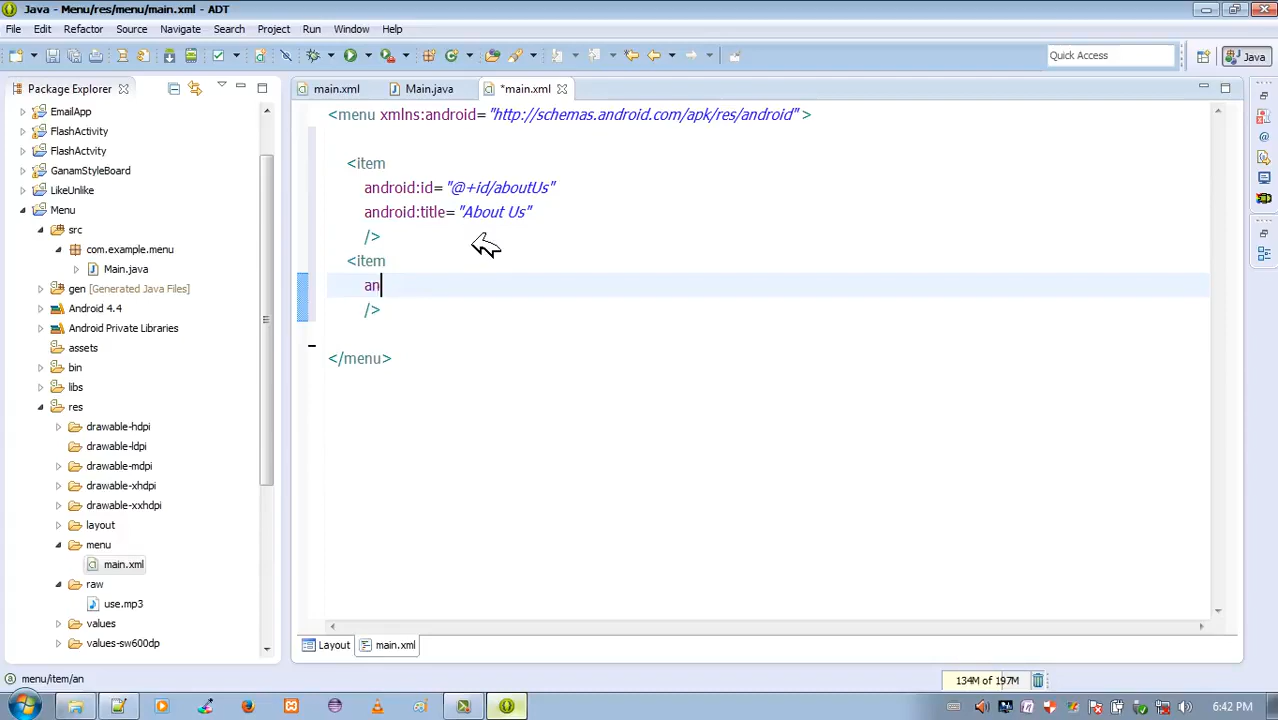 Java - Menu/res/menu/main.xml - ADT
File Edit Refactor Source Navigate Search Project Run Window Help
Quick Access
Java
Package Explorer
main.xml
Main.java
*main.xml
EmailApp
FlashActivity
FlashActvity
GanamStyleBoard
LikeUnlike
Menu
src
com.example.menu
Main.java
gen [Generated Java Files]
Android 4.4
Android Private Libraries
assets
bin
libs
res
drawable-hdpi
drawable-ldpi
drawable-mdpi
drawable-xhdpi
drawable-xxhdpi
layout
menu
main.xml
raw
use.mp3
values
values-sw600dp
<menu xmlns:android="http://schemas.android.com/apk/res/android" >
<item
android:id="@+id/aboutUs"
android:title="About Us"
/>
<item
an
/>
</menu>
Layout
main.xml
menu/item/an
134M of 197M
6:42 PM